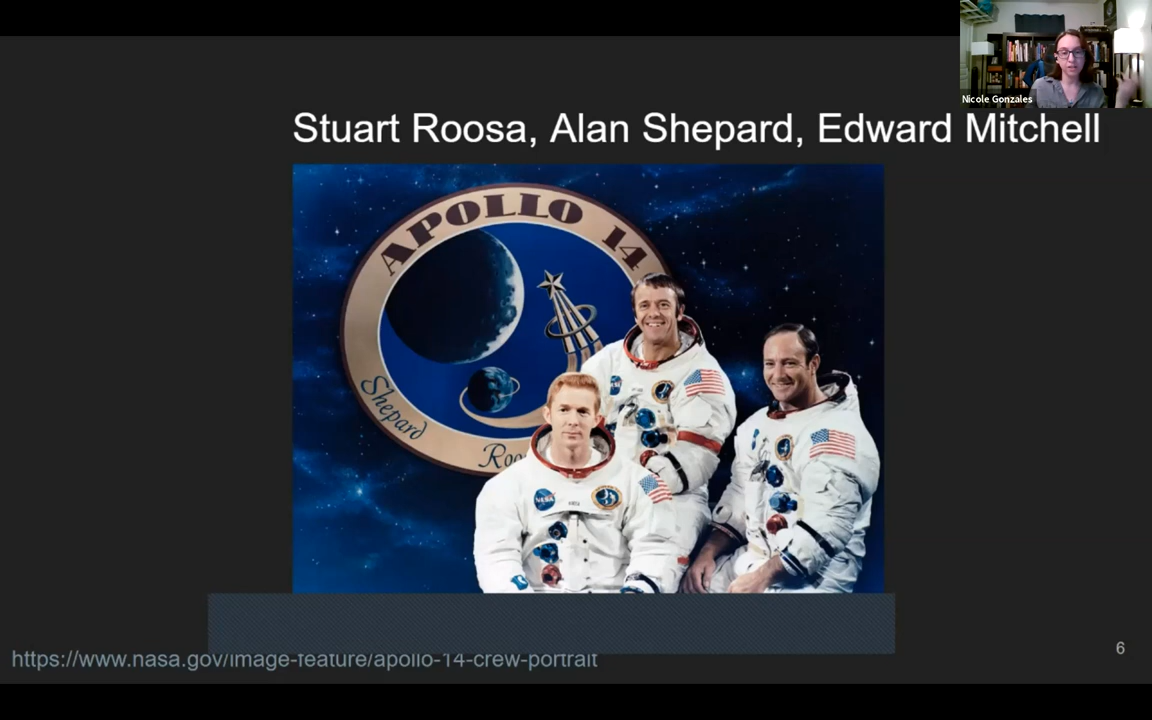 Nicole Gonzales
Stuart Roosa, Alan Shepard, Edward Mitchell
APOLLO 14
Shepard
Roo
NASA
NASA
https://www.nasa.gov/image-feature/apollo-14-crew-portrait
6